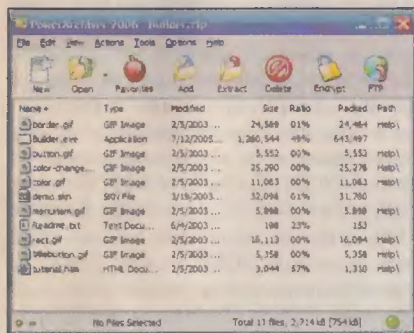 PowerArchiver 2006 - Builder.zip
File Edit View Actions Tools Options Help
New Open Favorites Add Extract Delete Encrypt FTP
Name Type Modified Size Ratio Packed Path
border.gif GIF Image 2/5/2003 ... 24,589 01% 24,464 Help\
Builder.exe Application 7/12/2005... 1,260,544 49% 643,497
button.gif GIF Image 2/5/2003 ... 5,552 00% 5,552 Help\
color-change... GIF Image 2/5/2003 ... 25,290 00% 25,278 Help\
color.gif GIF Image 2/5/2003 ... 11,063 00% 11,063 Help\
demo.skn SKN File 3/19/2003... 32,098 01% 31,780
GIF Image 2/5/2003 ... 5,898 00% 5,898 Help\
Readme.txt Text Docu... 6/4/2003 ... 198 23% 153
rect.gif GIF Image 2/5/2003 ... 16,113 00% 16,094 Help\
titlebutton.gif GIF Image 2/5/2003 ... 5,358 00% 5,358 Help\
tutorial.htm HTML Docu... 2/5/2003 ... 3,044 57% 1,310 Help\
No Files Selected Total 11 files, 2,714 kB [754 kB]